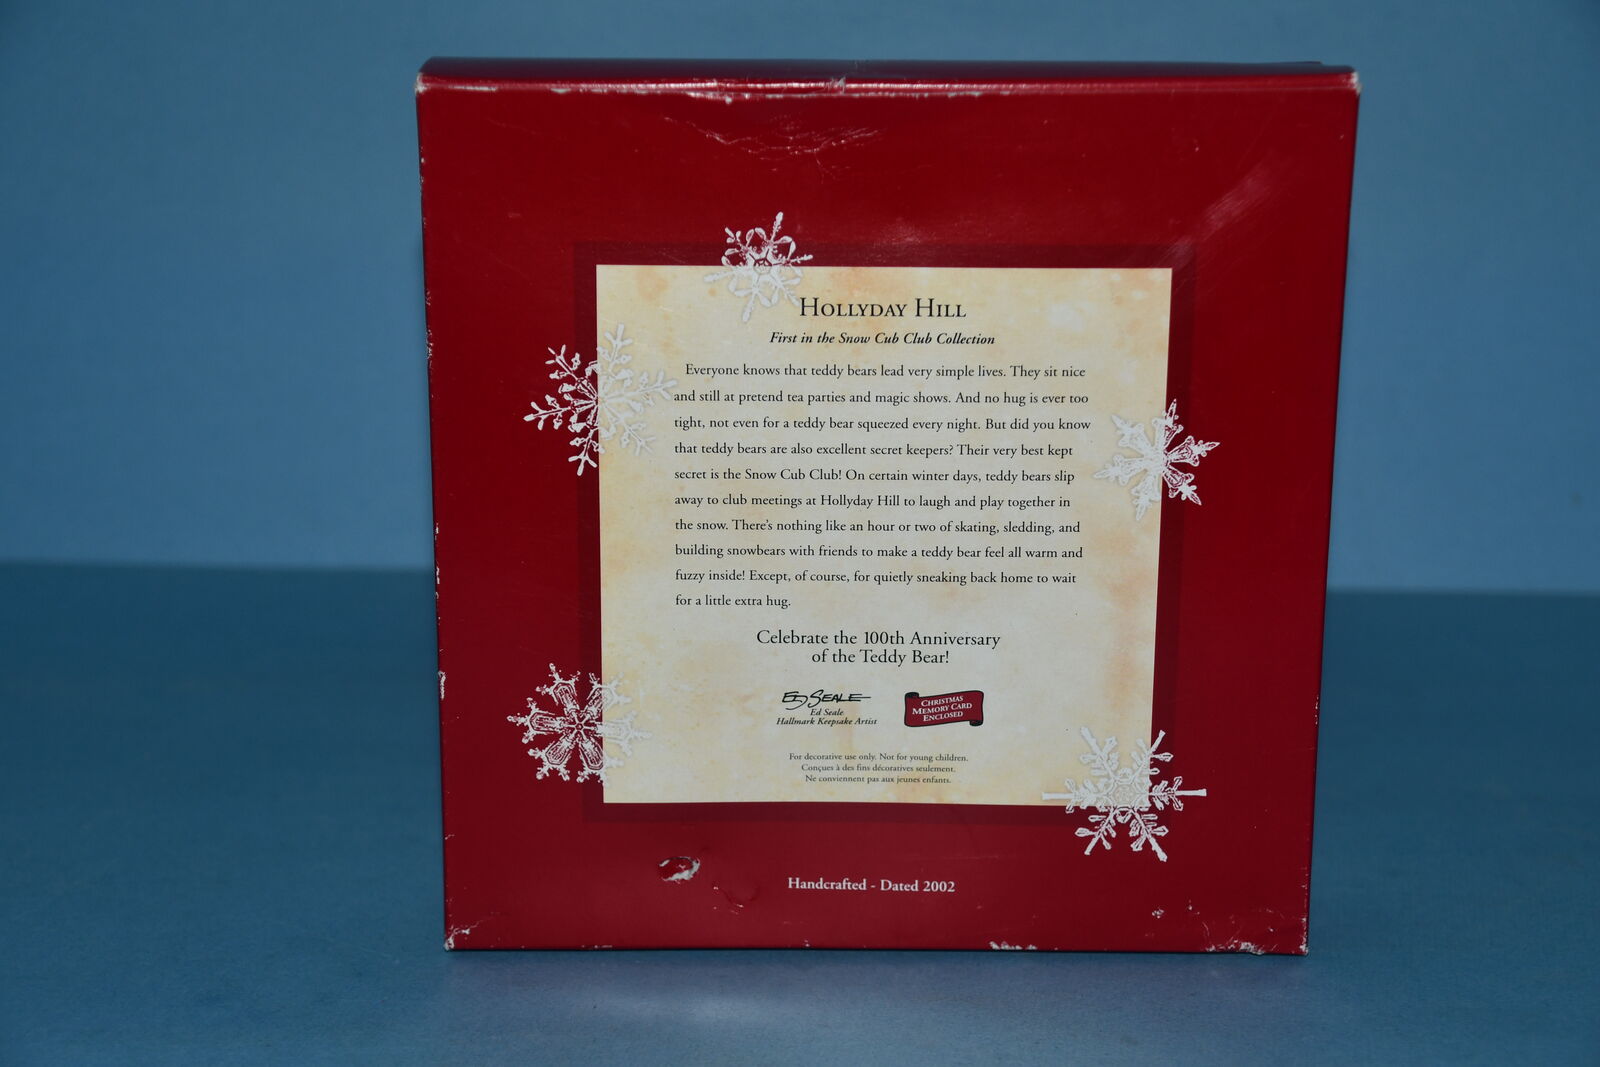 HOLLYDAY HILL
First in the Snow Cub Club Collection
Everyone knows that teddy bears lead very simple lives. They sit nice
and still at pretend tea parties and magic shows. And no hug is ever too
tight, not even for a teddy bear squeezed every night. But did you know
that teddy bears are also excellent secret keepers? Their very best kept
secret is the Snow Cub Club! On certain winter days, teddy bears slip
away to club meetings at Hollyday Hill to laugh and play together in
the snow. There's nothing like an hour or two of skating, sledding, and
building snowbears with friends to make a teddy bear feel all warm and
fuzzy inside! Except, of course, for quietly sneaking back home to wait
for a little extra hug.
Celebrate the 100th Anniversary
of the Teddy Bear!
ED SEALE
Ed Seale
Hallmark Keepsake Artist
CHRISTMAS
MEMORY CARD
ENCLOSED
For decorative use only. Not for young children.
Conçues à des fins décoratives seulement.
Ne conviennent pas aux jeunes enfants.
Handcrafted - Dated 2002